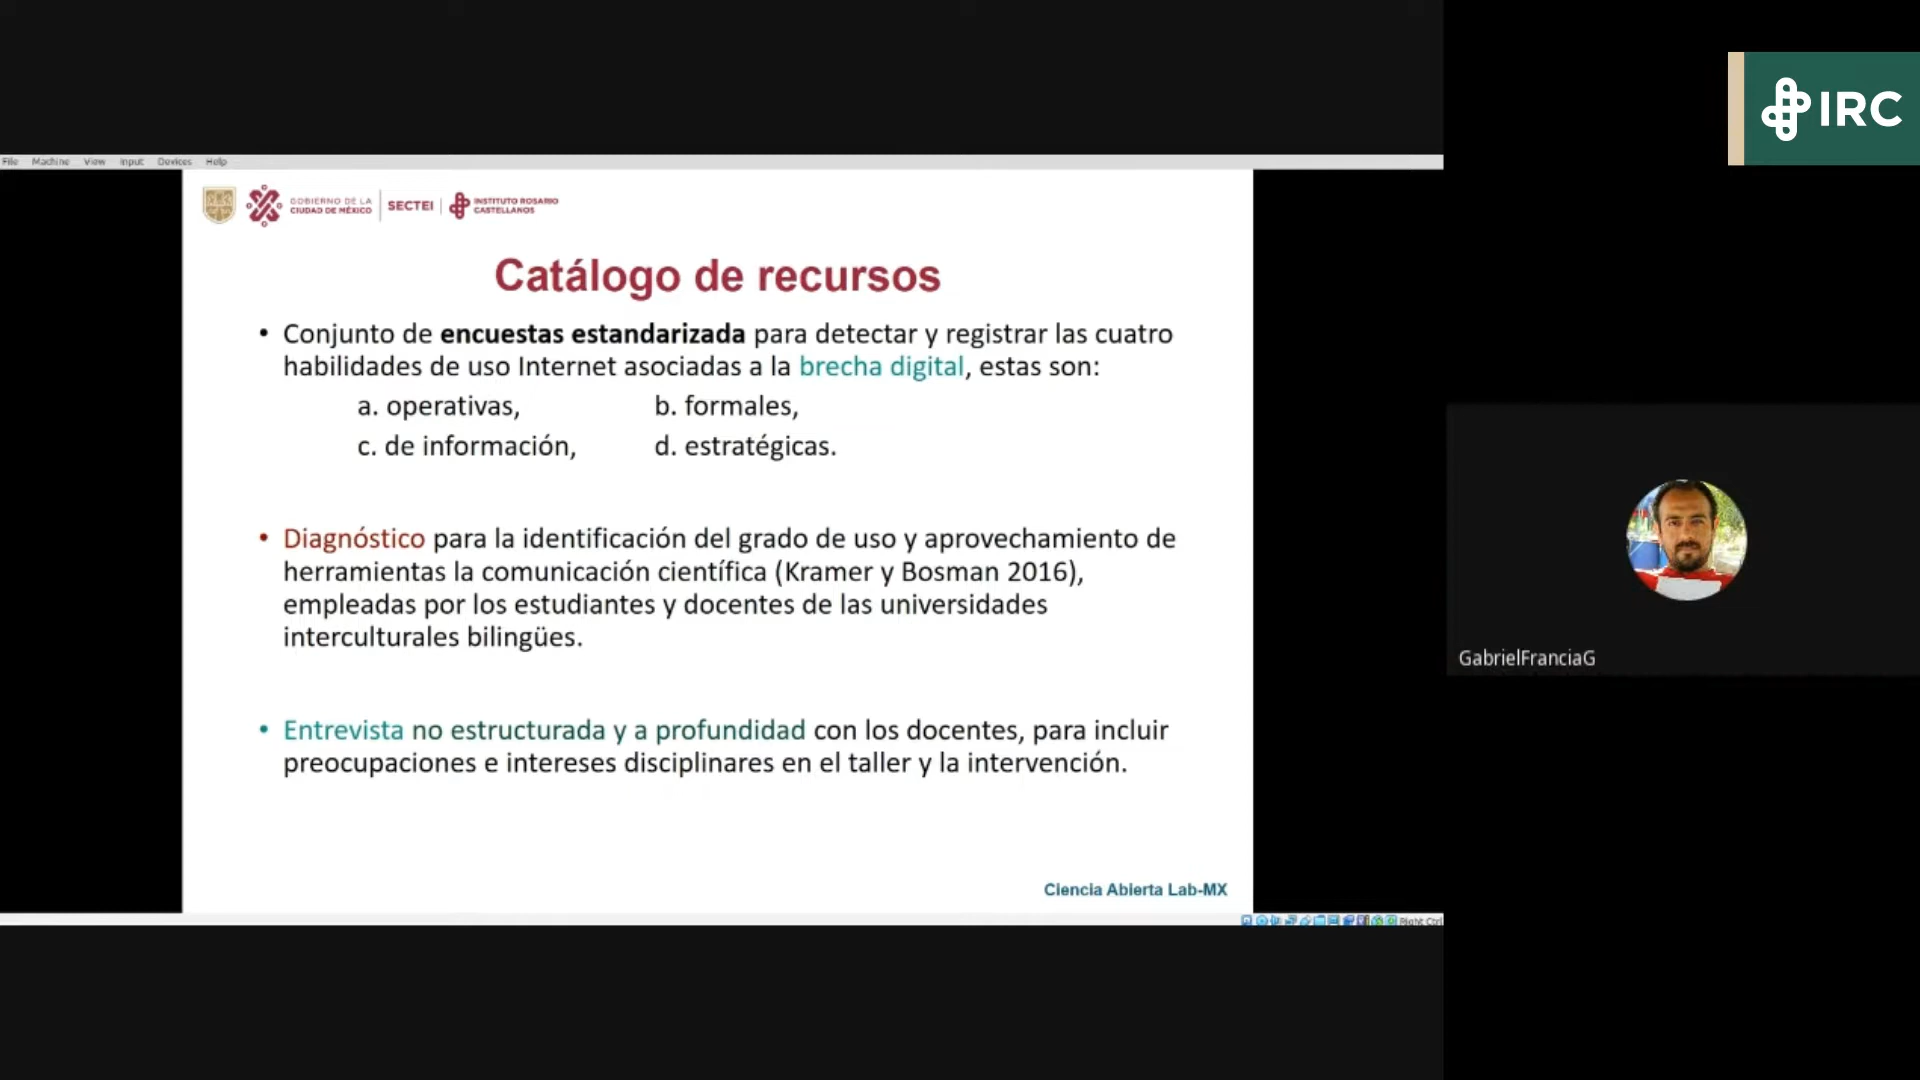 IRC
File Machine View Input Devices Help
GOBIERNO DE LA
CIUDAD DE MÉXICO
SECTEI
INSTITUTO ROSARIO
CASTELLANOS
Catálogo de recursos
• Conjunto de encuestas estandarizada para detectar y registrar las cuatro
habilidades de uso Internet asociadas a la brecha digital, estas son:
a. operativas, b. formales,
c. de información, d. estratégicas.
• Diagnóstico para la identificación del grado de uso y aprovechamiento de
herramientas la comunicación científica (Kramer y Bosman 2016),
empleadas por los estudiantes y docentes de las universidades
interculturales bilingües.
• Entrevista no estructurada y a profundidad con los docentes, para incluir
preocupaciones e intereses disciplinares en el taller y la intervención.
Ciencia Abierta Lab-MX
Right Ctrl
GabrielFranciaG